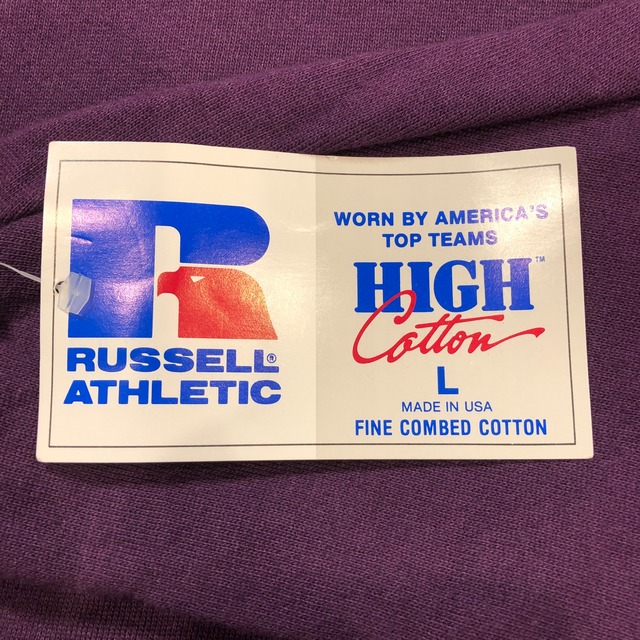 R
RUSSELL®
ATHLETIC
WORN BY AMERICA'S
TOP TEAMS
HIGH™
Cotton
L
MADE IN USA
FINE COMBED COTTON